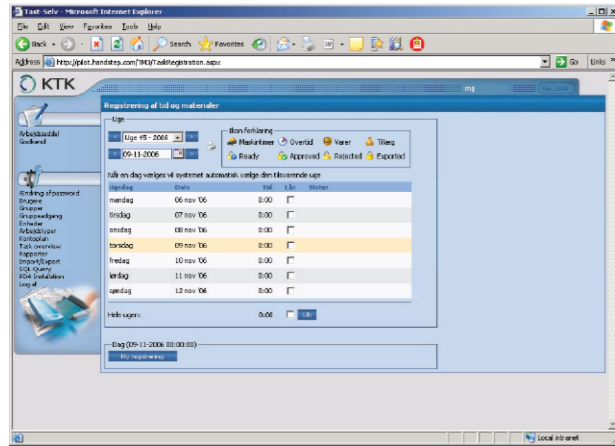 Tast-Selv - Microsoft Internet Explorer
File Edit View Favorites Tools Help
Back Search Favorites
Address http://pilot.handstep.com/TM3/TaskRegistration.aspx Go Links
KTK
mj
Registrering af tid og materialer
Arbejdsseddel
Godkend
Ændring af password
Brugere
Grupper
Gruppeadgang
Enheder
Arbejdstyper
Kontoplan
Task overview
Rapporter
Import/Export
SQL Query
PDA Installation
Log af
Uge
Uge 45 - 2006
09-11-2006
Ikon forklaring
Maskintimer Overtid Varer Tillæg
Ready Approved Rejected Exported
Når en dag vælges vil systemet automatisk vælge den tilsvarende uge
Ugedag Dato Tid Lås Status
mandag 06 nov '06 0:00
tirsdag 07 nov '06 0:00
onsdag 08 nov '06 0:00
torsdag 09 nov '06 0:00
fredag 10 nov '06 0:00
lørdag 11 nov '06 0:00
søndag 12 nov '06 0:00
Hele ugen: 0:00 Lås
Dag (09-11-2006 00:00:00)
Ny registrering
Local intranet